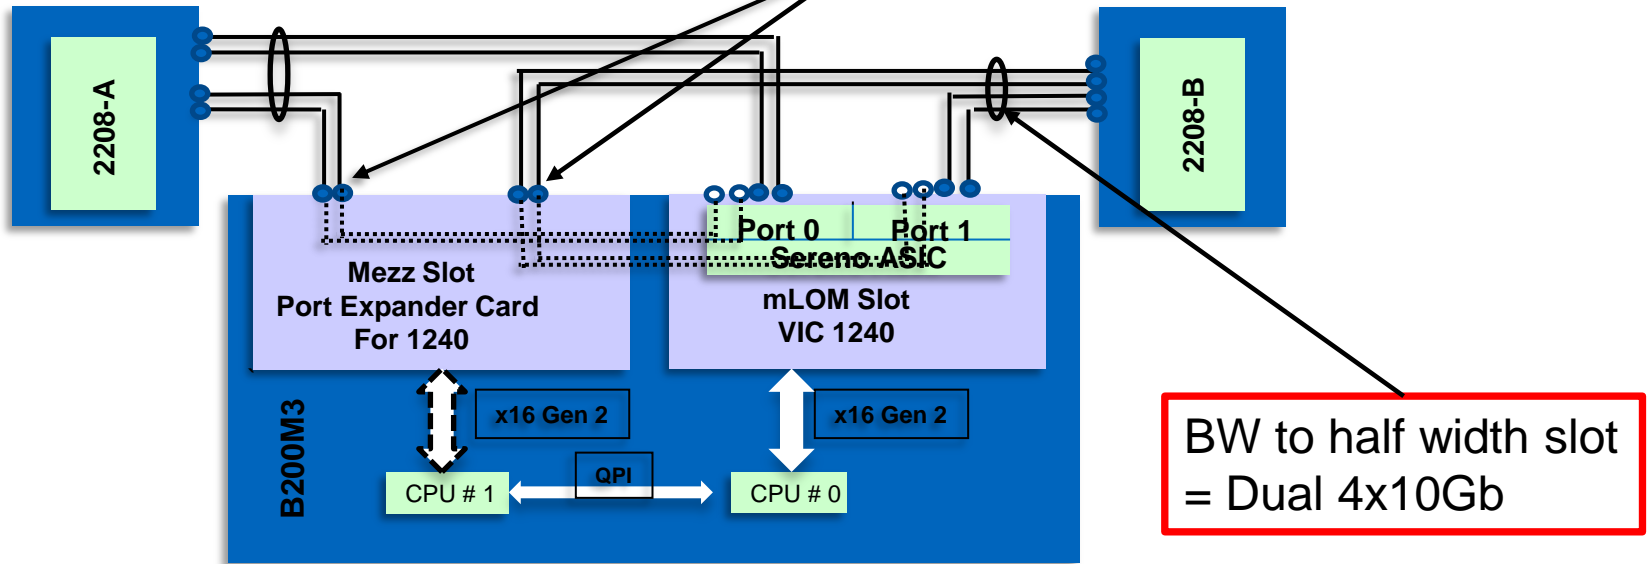 2208-A
2208-B
Port 0
Port 1
Sereno ASIC
Mezz Slot
Port Expander Card
For 1240
mLOM Slot
VIC 1240
B200M3
x16 Gen 2
x16 Gen 2
QPI
CPU # 1
CPU # 0
BW to half width slot
= Dual 4x10Gb